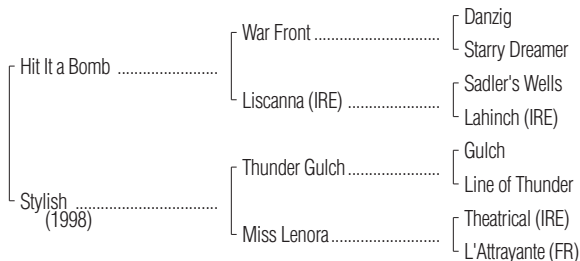 Danzig
War Front
Starry Dreamer
Hit It a Bomb
Sadler's Wells
Liscanna (IRE)
Lahinch (IRE)
Gulch
Thunder Gulch
Line of Thunder
Stylish
(1998)
Theatrical (IRE)
Miss Lenora
L'Attrayante (FR)